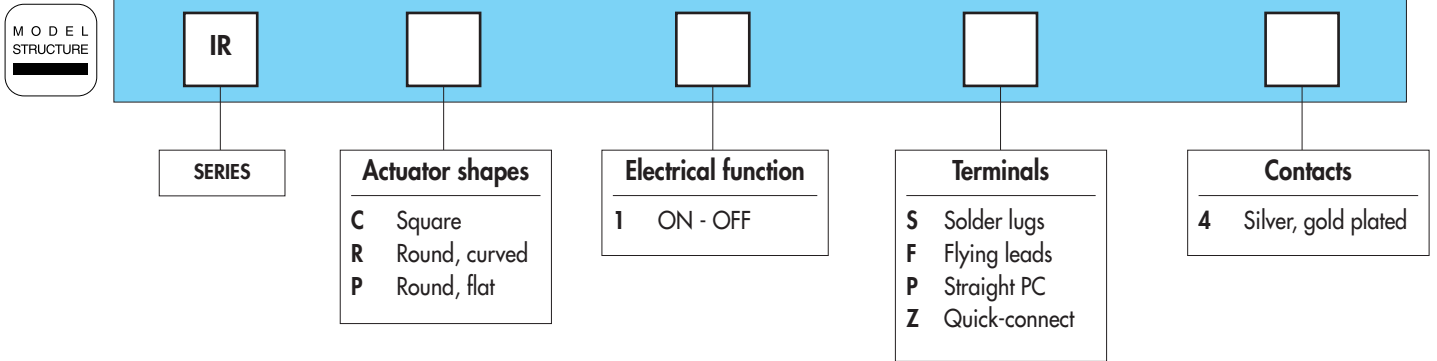 MODEL
STRUCTURE
IR
SERIES
Actuator shapes
C Square
R Round, curved
P Round, flat
Electrical function
1 ON - OFF
Terminals
S Solder lugs
F Flying leads
P Straight PC
Z Quick-connect
Contacts
4 Silver, gold plated